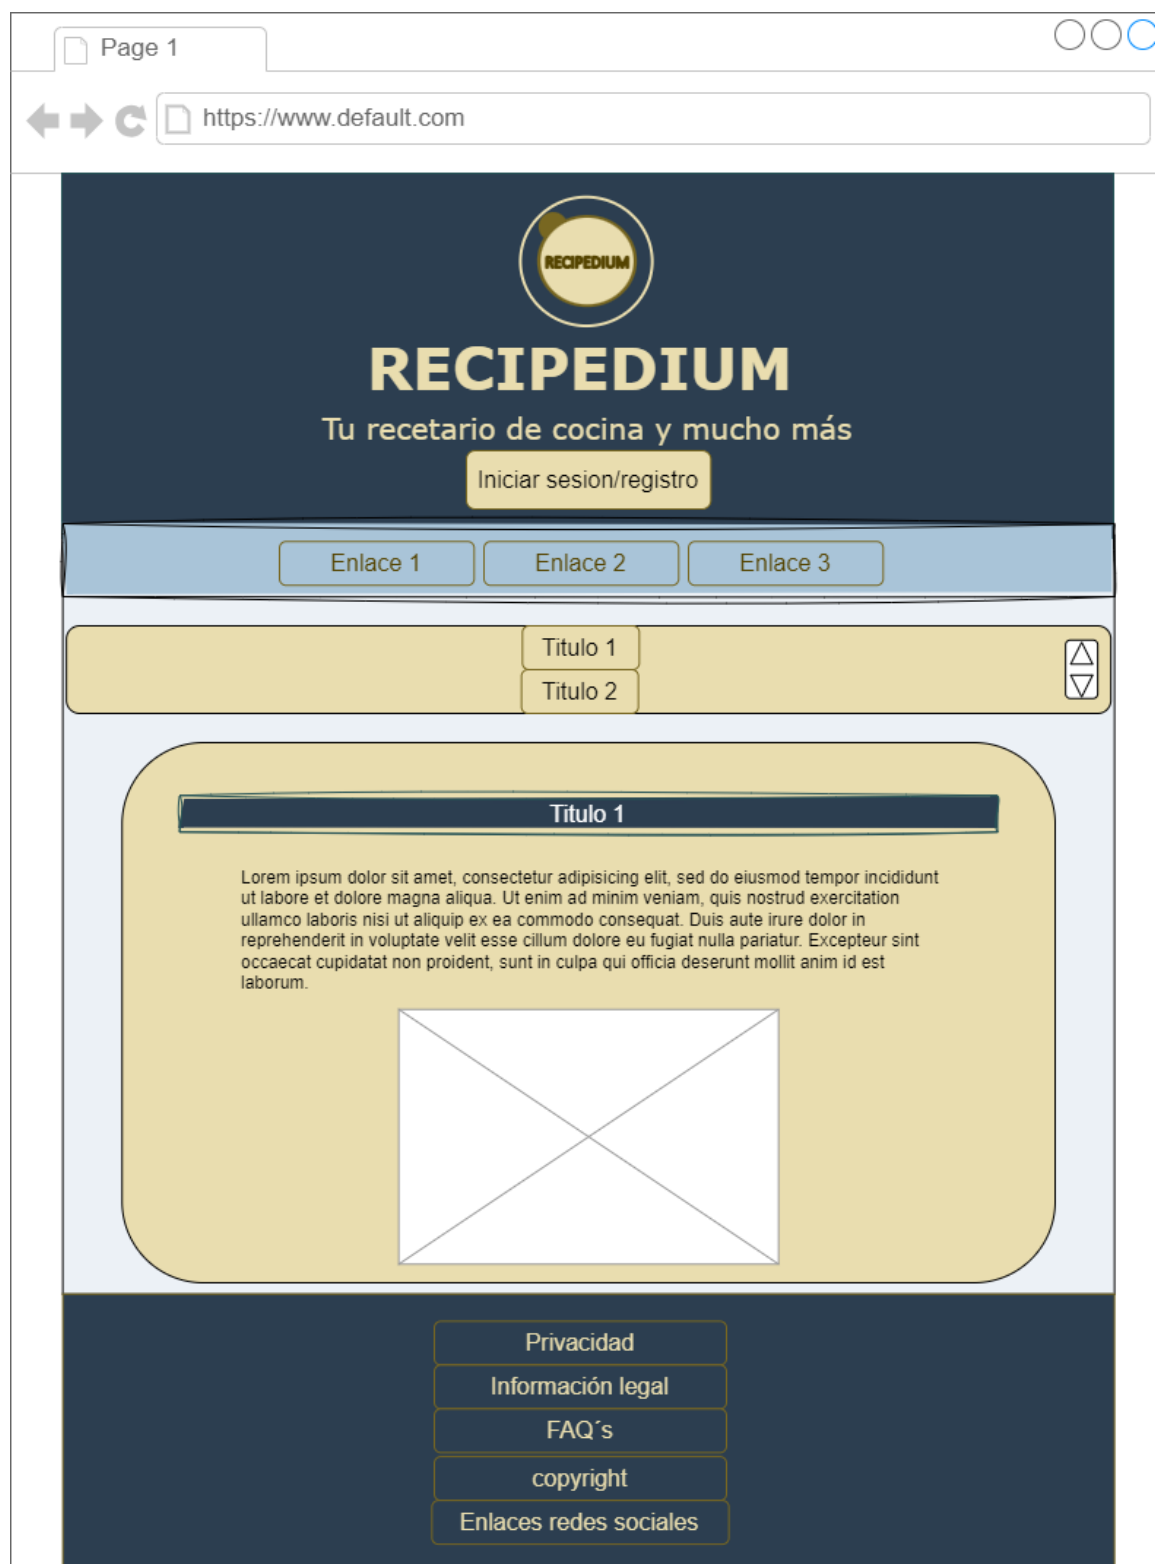 Page 1
https://www.default.com
RECIPEDIUM
RECIPEDIUM
Tu recetario de cocina y mucho más
Iniciar sesion/registro
Enlace 1 Enlace 2 Enlace 3
Titulo 1
Titulo 2
Titulo 1
Lorem ipsum dolor sit amet, consectetur adipisicing elit, sed do eiusmod tempor incididunt
ut labore et dolore magna aliqua. Ut enim ad minim veniam, quis nostrud exercitation
ullamco laboris nisi ut aliquip ex ea commodo consequat. Duis aute irure dolor in
reprehenderit in voluptate velit esse cillum dolore eu fugiat nulla pariatur. Excepteur sint
occaecat cupidatat non proident, sunt in culpa qui officia deserunt mollit anim id est
laborum.
Privacidad
Información legal
FAQ´s
copyright
Enlaces redes sociales